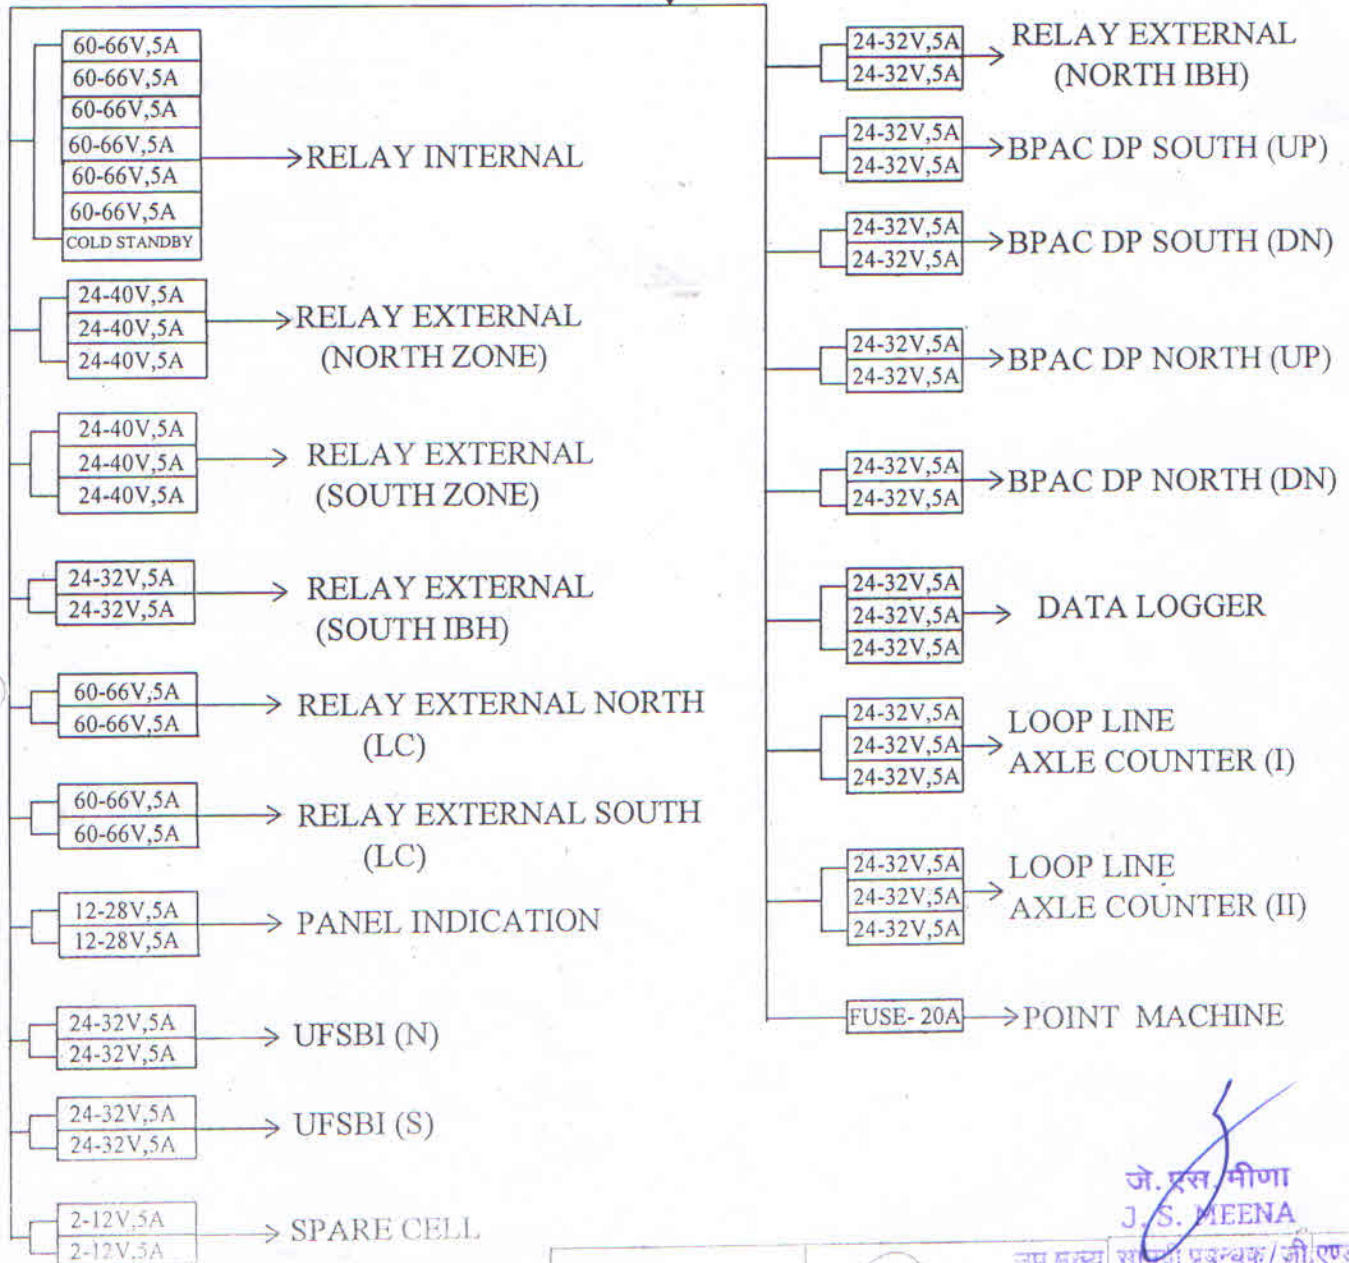 60-66V,5A
60-66V,5A
60-66V,5A
60-66V,5A
60-66V,5A
60-66V,5A
COLD STANDBY
RELAY INTERNAL
24-40V,5A
24-40V,5A
24-40V,5A
RELAY EXTERNAL
(NORTH ZONE)
24-40V,5A
24-40V,5A
24-40V,5A
RELAY EXTERNAL
(SOUTH ZONE)
24-32V,5A
24-32V,5A
RELAY EXTERNAL
(SOUTH IBH)
60-66V,5A
60-66V,5A
RELAY EXTERNAL NORTH
(LC)
60-66V,5A
60-66V,5A
RELAY EXTERNAL SOUTH
(LC)
12-28V,5A
12-28V,5A
PANEL INDICATION
24-32V,5A
24-32V,5A
UFSBI (N)
24-32V,5A
24-32V,5A
UFSBI (S)
2-12V,5A
2-12V,5A
SPARE CELL
24-32V,5A
24-32V,5A
RELAY EXTERNAL
(NORTH IBH)
24-32V,5A
24-32V,5A
BPAC DP SOUTH (UP)
24-32V,5A
24-32V,5A
BPAC DP SOUTH (DN)
24-32V,5A
24-32V,5A
BPAC DP NORTH (UP)
24-32V,5A
24-32V,5A
BPAC DP NORTH (DN)
24-32V,5A
24-32V,5A
24-32V,5A
DATA LOGGER
24-32V,5A
24-32V,5A
24-32V,5A
LOOP LINE
AXLE COUNTER (I)
24-32V,5A
24-32V,5A
24-32V,5A
LOOP LINE
AXLE COUNTER (II)
FUSE- 20A
POINT MACHINE
जे. एस. मीणा
J. S. MEENA